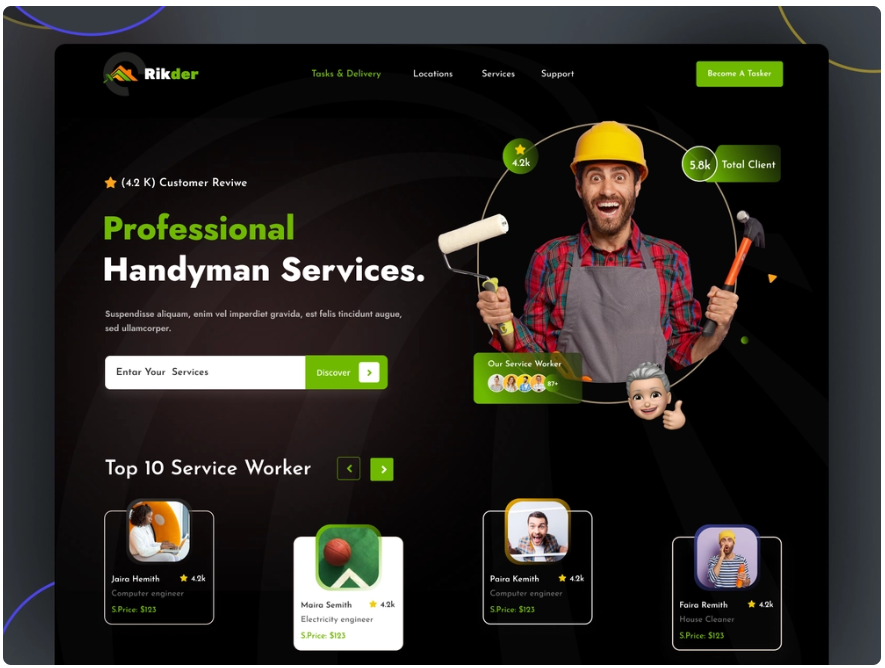 Rikder
Tasks & Delivery
Locations
Services
Support
Become A Tasker
(4.2 K) Customer Reviwe
Professional
Handyman Services.
Suspendisse aliquam, enim vel imperdiet gravida, est felis tincidunt augue,
sed ullamcorper.
Entar Your Services
Discover
4.2k
5.8k
Total Client
Our Service Worker
87+
Top 10 Service Worker
Jaira Hemith
4.2k
Computer engineer
S.Price: $123
Maira Semith
4.2k
Electricity engineer
S.Price: $123
Paira Kemith
4.2k
Computer engineer
S.Price: $123
Faira Remith
4.2k
House Cleaner
S.Price: $123